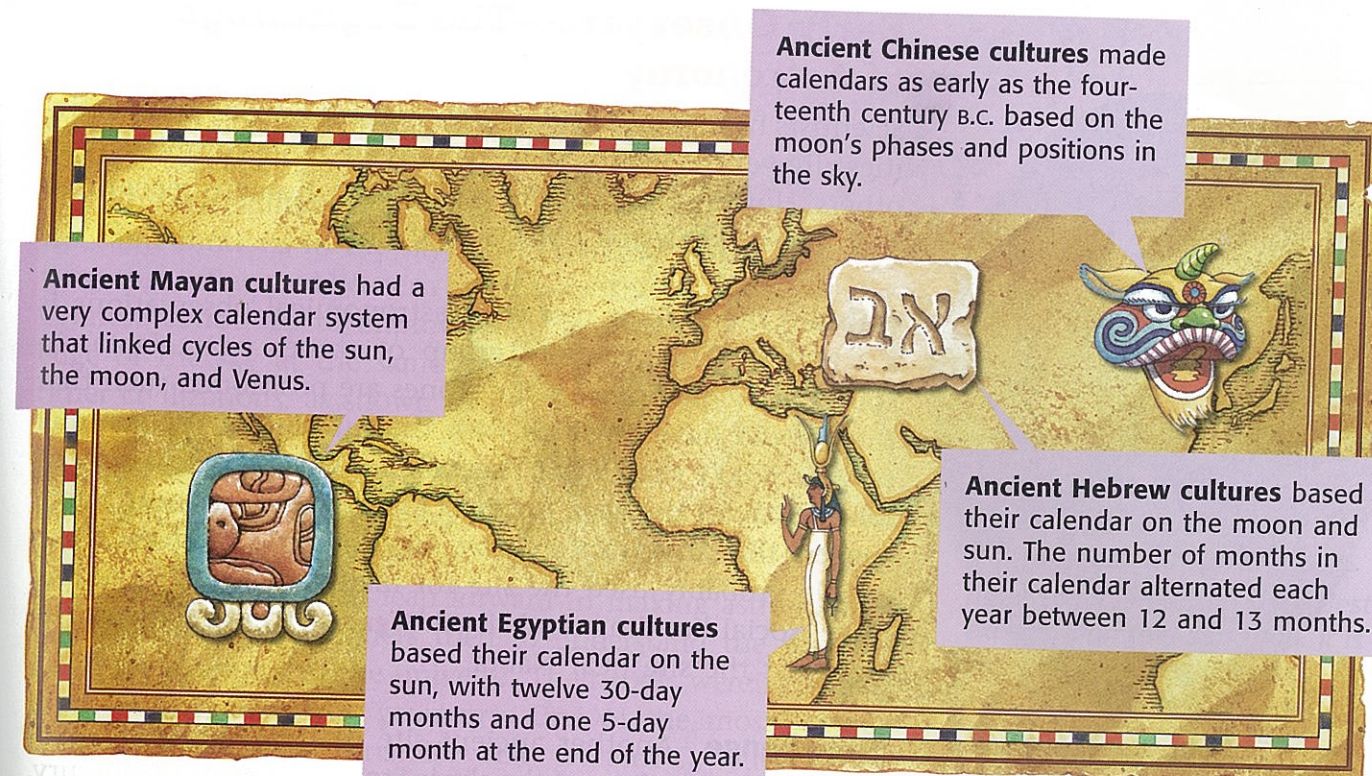 Ancient Chinese cultures made
calendars as early as the four-
teenth century B.C. based on the
moon's phases and positions in
the sky.
Ancient Mayan cultures had a
very complex calendar system
that linked cycles of the sun,
the moon, and Venus.
אב
Ancient Hebrew cultures based
their calendar on the moon and
sun. The number of months in
their calendar alternated each
year between 12 and 13 months.
Ancient Egyptian cultures
based their calendar on the
sun, with twelve 30-day
months and one 5-day
month at the end of the year.